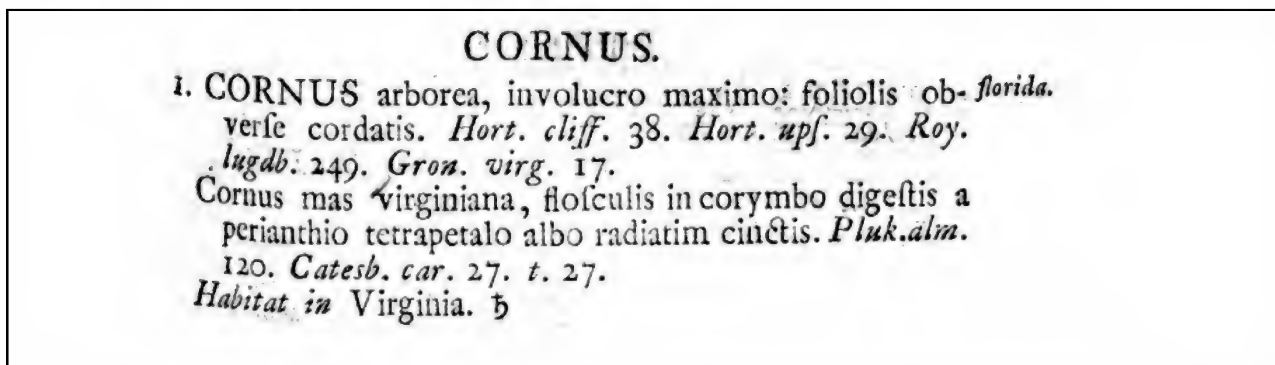 CORNUS.
1. CORNUS arborea, involucro maximo: foliolis ob- florida.
verſe cordatis. Hort. cliff. 38. Hort. upſ. 29. Roy.
lugdb. 249. Gron. virg. 17.
Cornus mas virginiana, floſculis in corymbo digeſtis a
perianthio tetrapetalo albo radiatim cinctis. Pluk. alm.
120. Catesb. car. 27. t. 27.
Habitat in Virginia. ♄